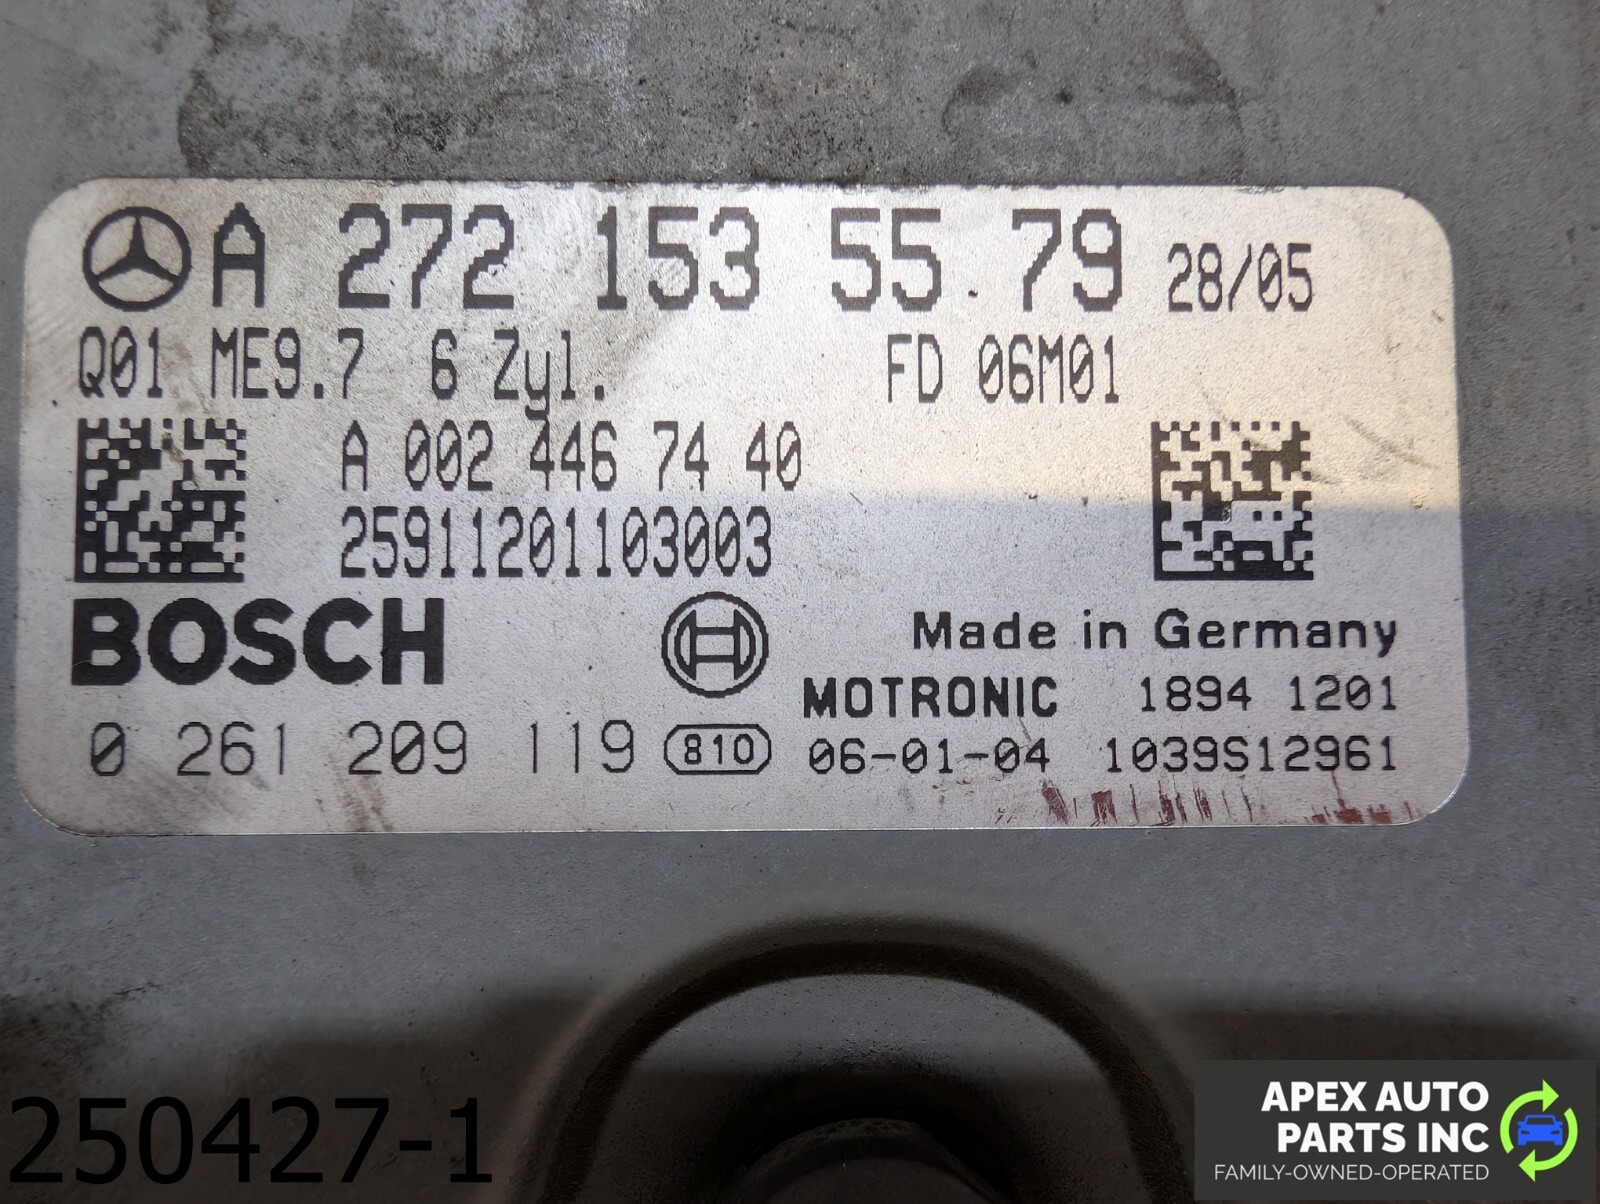 A 272 153 55 79 28/05
Q01 ME9.7 6 Zyl. FD 06M01
A 002 446 74 40
25911201103003
BOSCH
Made in Germany
MOTRONIC 1894 1201
0 261 209 119 810 06-01-04 1039S12961
250427-1
APEX AUTO
PARTS INC
FAMILY-OWNED-OPERATED